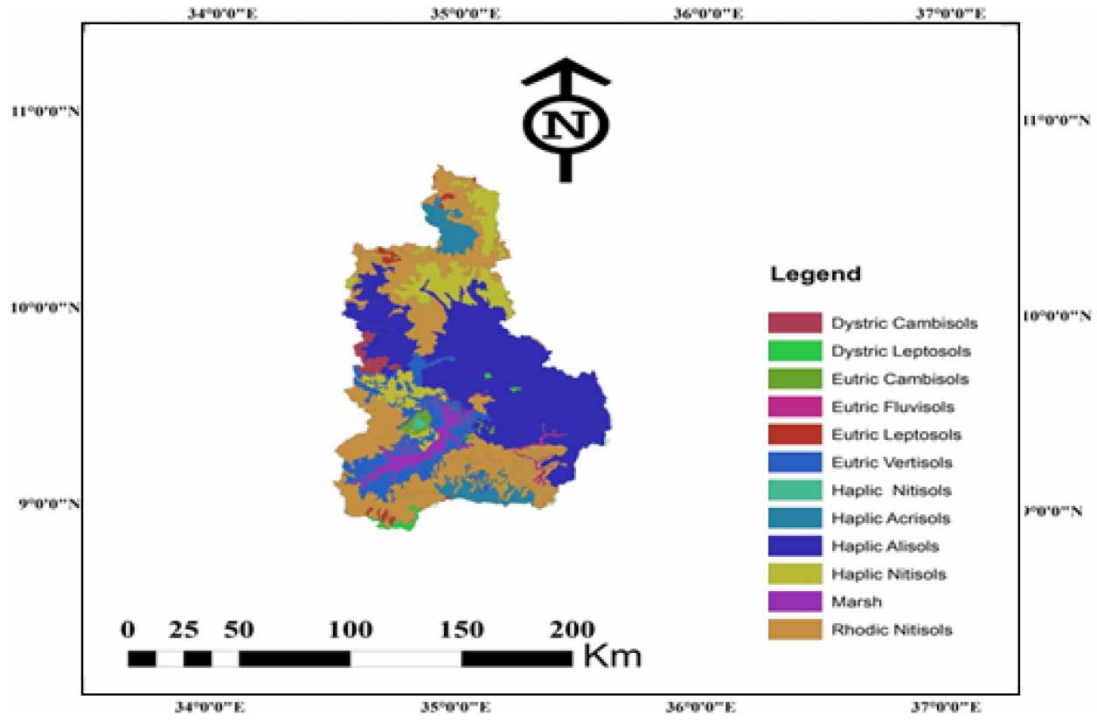 34°0'0"E 35°0'0"E 36°0'0"E 37°0'0"E
11°0'0"N 11°0'0"N
N
Legend
10°0'0"N 10°0'0"N
Dystric Cambisols
Dystric Leptosols
Eutric Cambisols
Eutric Fluvisols
Eutric Leptosols
Eutric Vertisols
Haplic Nitisols
9°0'0"N 9°0'0"N
Haplic Acrisols
Haplic Alisols
Haplic Nitisols
Marsh
Rhodic Nitisols
0 25 50 100 150 200
Km
34°0'0"E 35°0'0"E 36°0'0"E 37°0'0"E